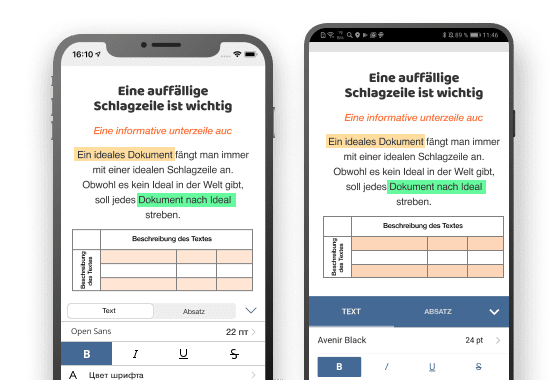 16:10
Eine auffällige
Schlagzeile ist wichtig
Eine informative unterzeile auc
Ein ideales Dokument fängt man immer
mit einer idealen Schlagzeile an.
Obwohl es kein Ideal in der Welt gibt,
soll jedes Dokument nach Ideal
streben.
Beschreibung des Textes
Beschreibung
des Textes
Text
Absatz
Open Sans
22 пт
B I U S
A Цвет шрифта
89 % 11:46
Eine auffällige
Schlagzeile ist wichtig
Eine informative unterzeile auc
Ein ideales Dokument fängt man immer
mit einer idealen Schlagzeile an.
Obwohl es kein Ideal in der Welt gibt,
soll jedes Dokument nach Ideal
streben.
Beschreibung des Textes
Beschreibung
des Textes
TEXT
ABSATZ
Avenir Black
24 pt
B I U S